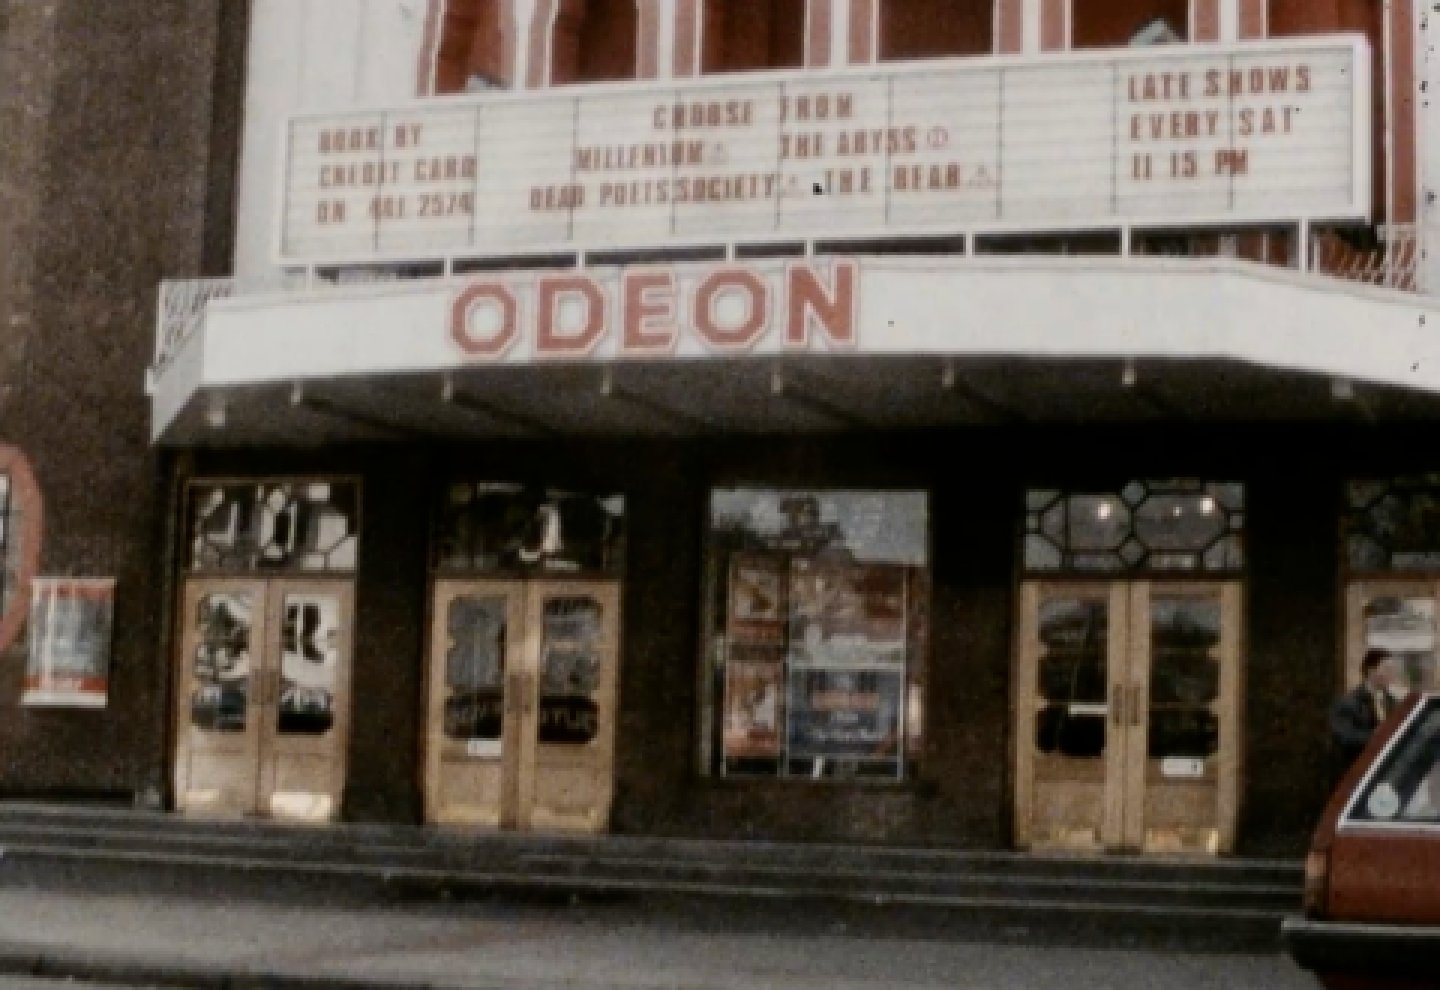 BOOK BY
CREDIT CARD
ON 441 2574
CHOOSE FROM
MILLENIUM THE ABYSS
DEAD POETS SOCIETY THE BEAR
LATE SHOWS
EVERY SAT
11 15 PM
ODEON